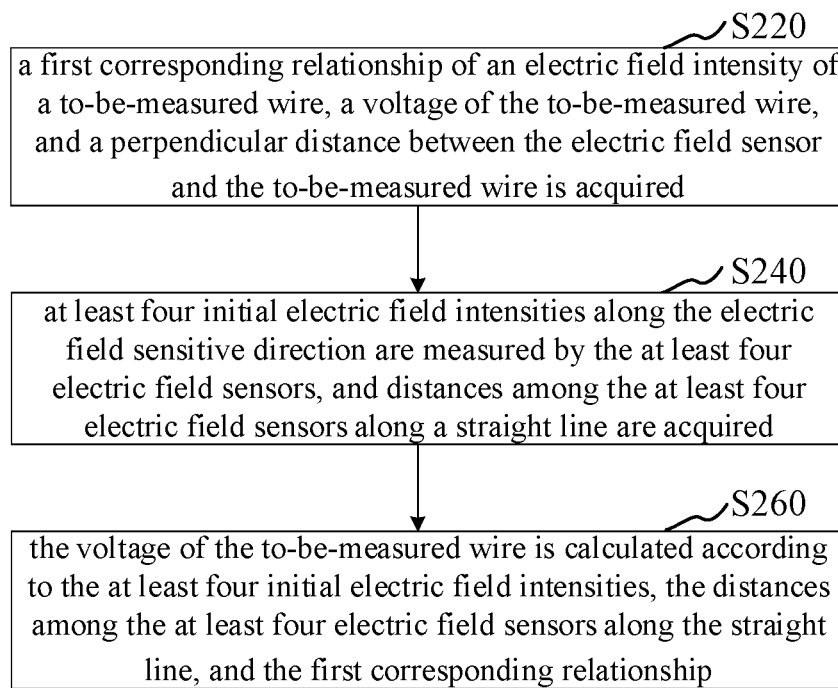 S220
a first corresponding relationship of an electric field intensity of
a to-be-measured wire, a voltage of the to-be-measured wire,
and a perpendicular distance between the electric field sensor
and the to-be-measured wire is acquired
S240
at least four initial electric field intensities along the electric
field sensitive direction are measured by the at least four
electric field sensors, and distances among the at least four
electric field sensors along a straight line are acquired
S260
the voltage of the to-be-measured wire is calculated according
to the at least four initial electric field intensities, the distances
among the at least four electric field sensors along the straight
line, and the first corresponding relationship